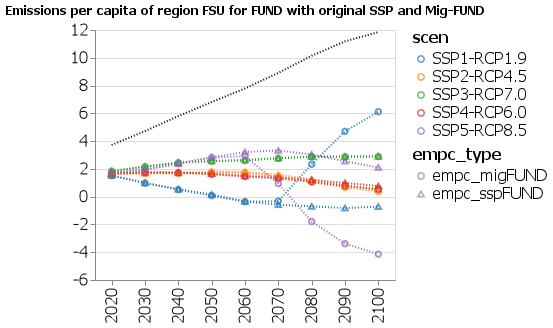 Emissions per capita of region FSU for FUND with original SSP and Mig-FUND
12
10
8
6
4
2
0
−2
−4
−6
2020
2030
2040
2050
2060
2070
2080
2090
2100
scen
SSP1-RCP1.9
SSP2-RCP4.5
SSP3-RCP7.0
SSP4-RCP6.0
SSP5-RCP8.5
empc_type
empc_migFUND
empc_sspFUND